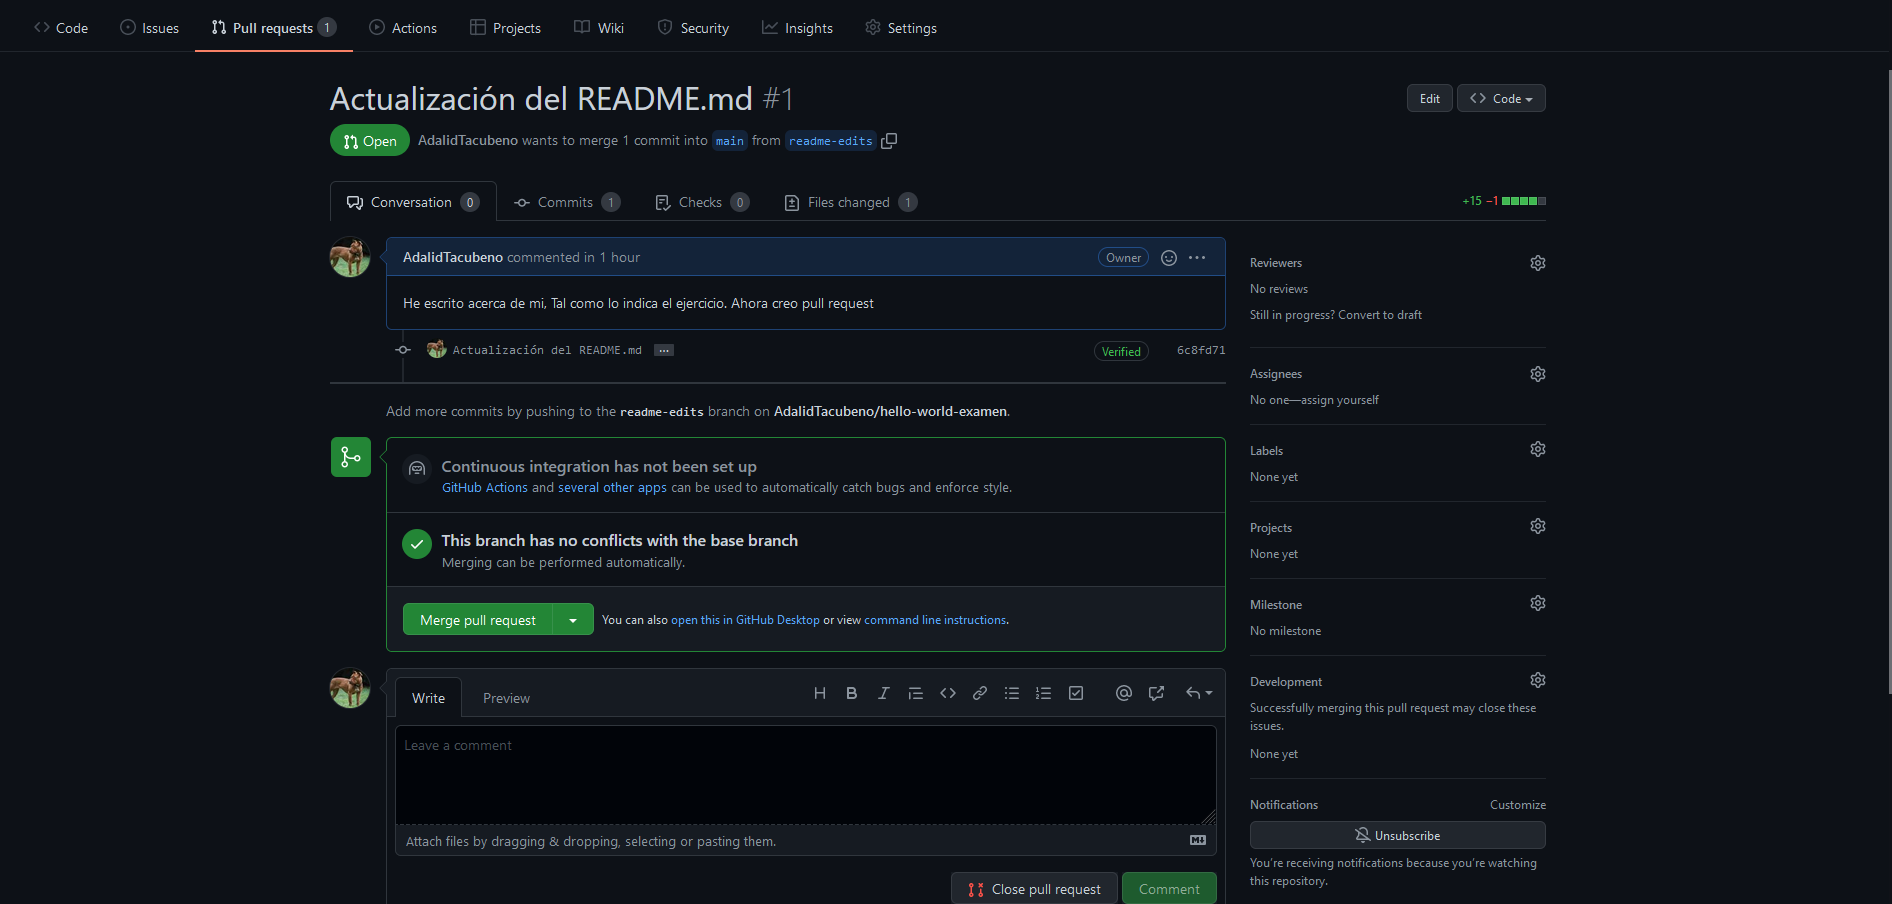 Code Issues Pull requests 1 Actions Projects Wiki Security Insights Settings
Actualización del README.md #1
Edit Code
Open AdalidTacubeno wants to merge 1 commit into main from readme-edits
Conversation 0 Commits 1 Checks 0 Files changed 1
+15 −1
AdalidTacubeno commented in 1 hour
Owner
He escrito acerca de mi, Tal como lo indica el ejercicio. Ahora creo pull request
Actualización del README.md ...
Verified 6c8fd71
Add more commits by pushing to the readme-edits branch on AdalidTacubeno/hello-world-examen.
Continuous integration has not been set up
GitHub Actions and several other apps can be used to automatically catch bugs and enforce style.
This branch has no conflicts with the base branch
Merging can be performed automatically.
Merge pull request
You can also open this in GitHub Desktop or view command line instructions.
Write Preview
Leave a comment
Attach files by dragging & dropping, selecting or pasting them.
Close pull request Comment
Reviewers
No reviews
Still in progress? Convert to draft
Assignees
No one—assign yourself
Labels
None yet
Projects
None yet
Milestone
No milestone
Development
Successfully merging this pull request may close these
issues.
None yet
Notifications Customize
Unsubscribe
You're receiving notifications because you're watching
this repository.